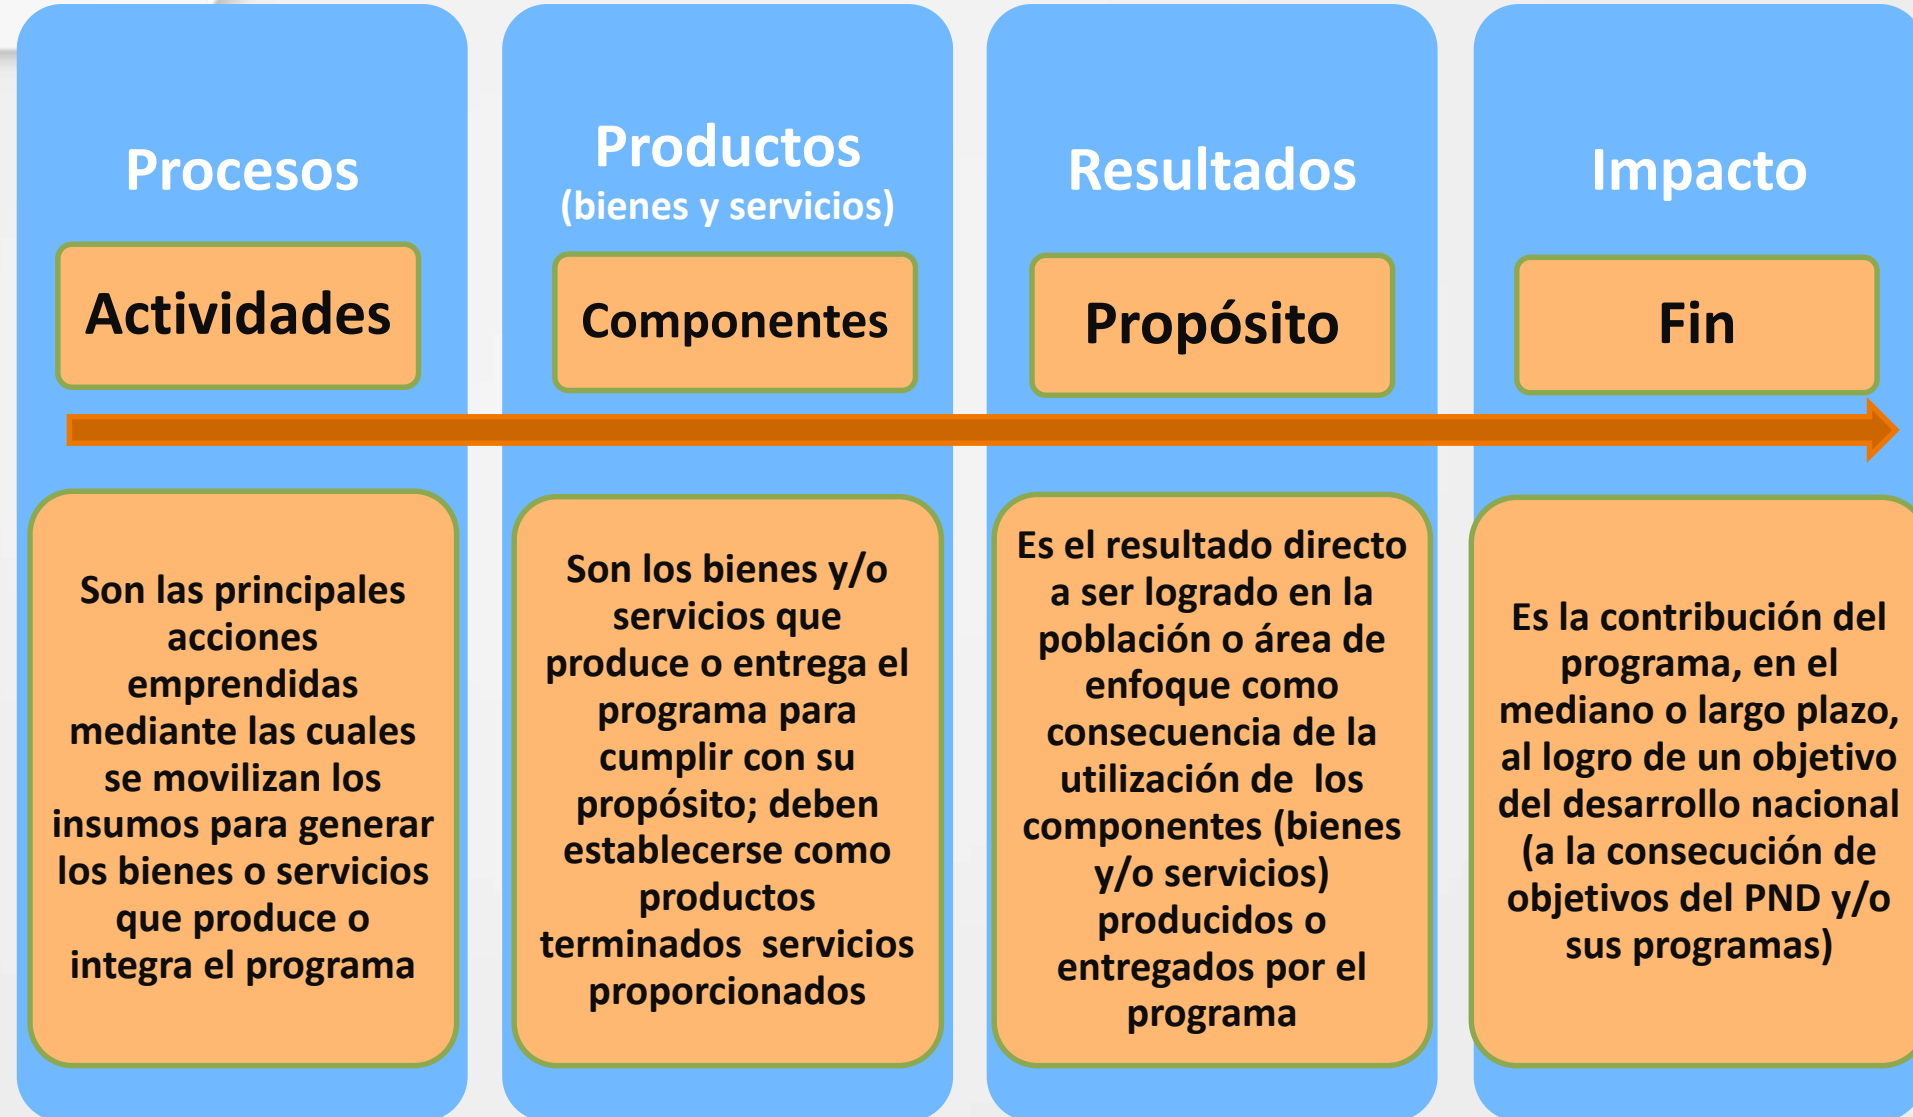 Procesos
Actividades
Son las principales
acciones
emprendidas
mediante las cuales
se movilizan los
insumos para generar
los bienes o servicios
que produce o
integra el programa
Productos
(bienes y servicios)
Componentes
Son los bienes y/o
servicios que
produce o entrega el
programa para
cumplir con su
propósito; deben
establecerse como
productos
terminados servicios
proporcionados
Resultados
Propósito
Es el resultado directo
a ser logrado en la
población o área de
enfoque como
consecuencia de la
utilización de los
componentes (bienes
y/o servicios)
producidos o
entregados por el
programa
Impacto
Fin
Es la contribución del
programa, en el
mediano o largo plazo,
al logro de un objetivo
del desarrollo nacional
(a la consecución de
objetivos del PND y/o
sus programas)